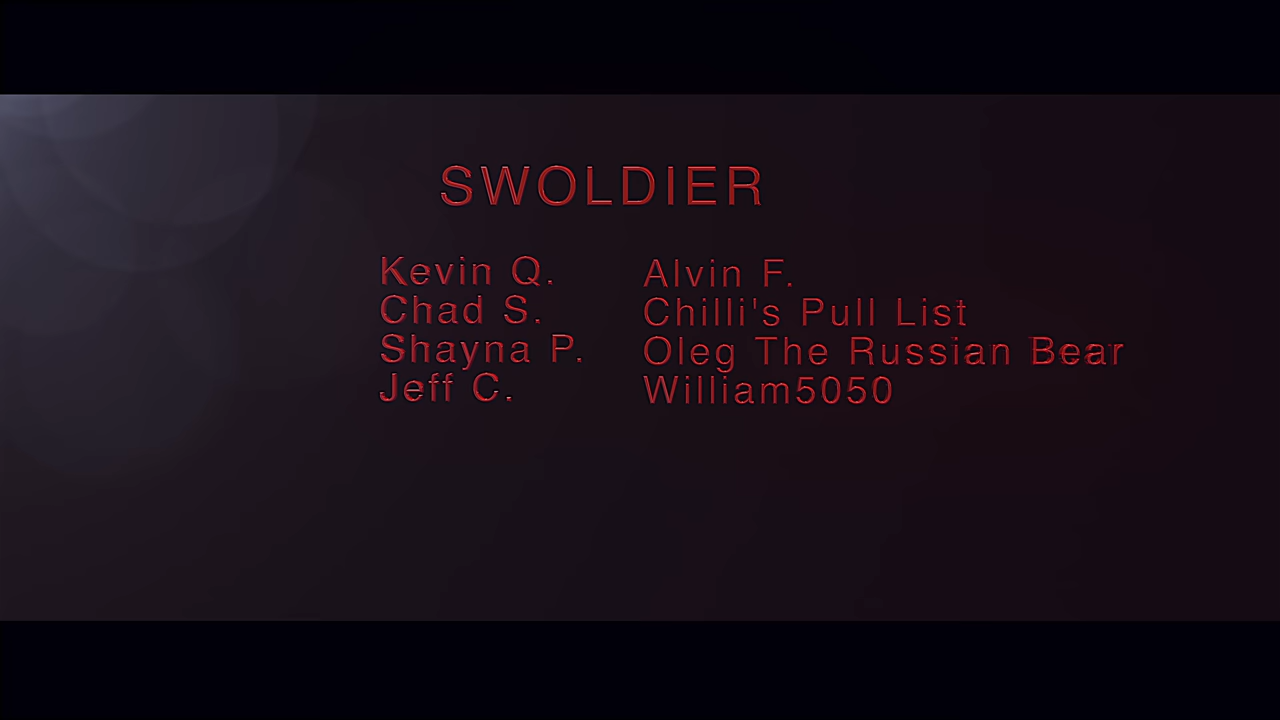 SWOLDIER
Kevin Q.
Chad S.
Shayna P.
Jeff C.
Alvin F.
Chilli's Pull List
Oleg The Russian Bear
William5050